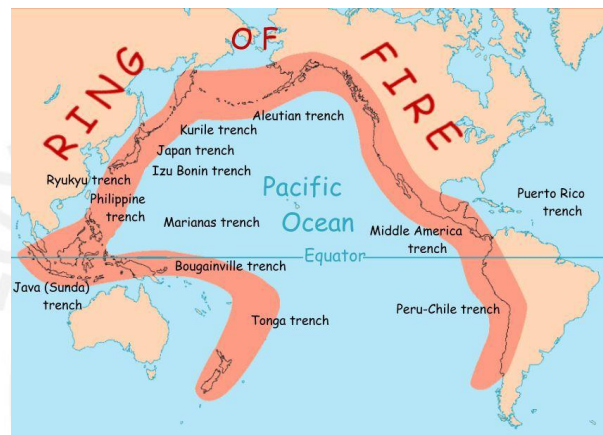 RING OF FIRE
Aleutian trench
Kurile trench
Japan trench
Izu Bonin trench
Ryukyu trench
Philippine
trench
Marianas trench
Pacific
Ocean
Equator
Puerto Rico
trench
Middle America
trench
Bougainville trench
Java (Sunda)
trench
Tonga trench
Peru-Chile trench